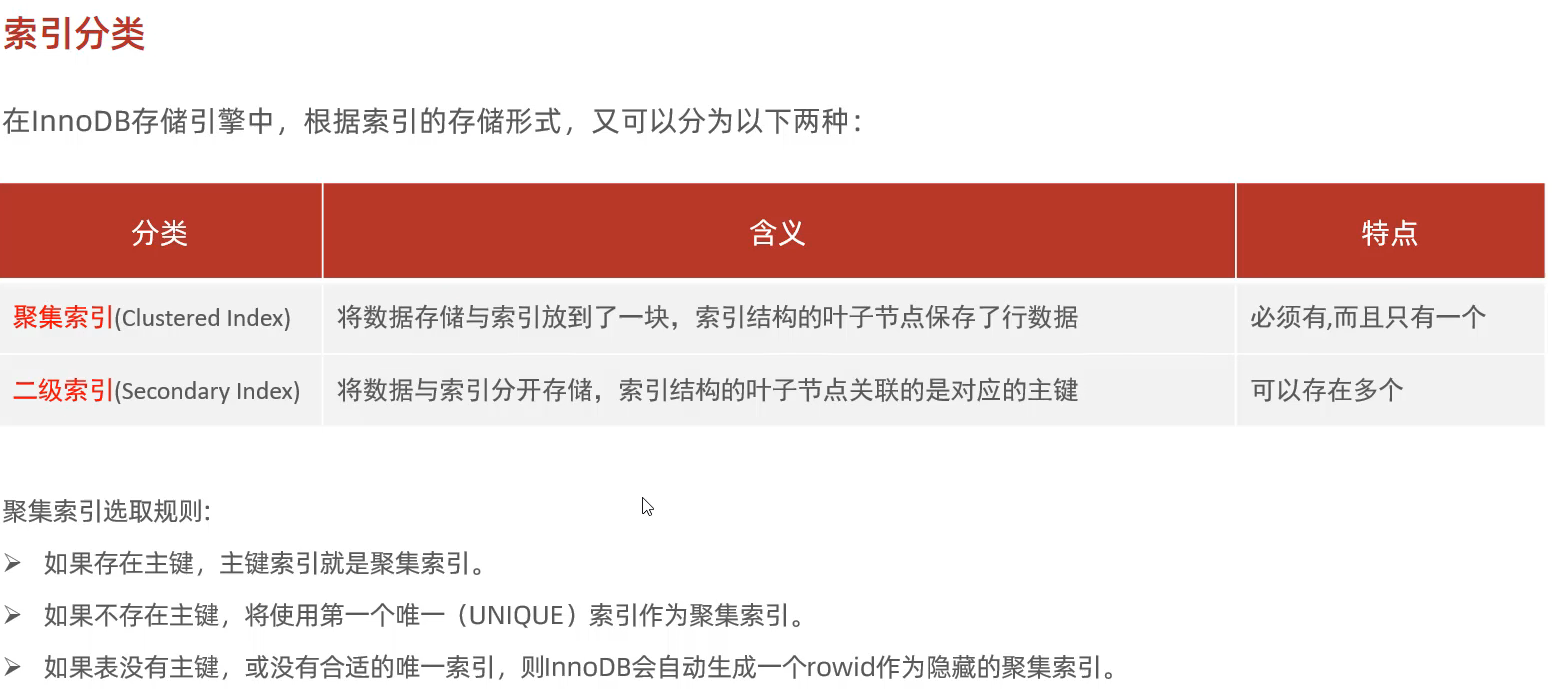 索引分类
在InnoDB存储引擎中，根据索引的存储形式，又可以分为以下两种：
分类 含义 特点
聚集索引(Clustered Index) 将数据存储与索引放到了一块，索引结构的叶子节点保存了行数据 必须有,而且只有一个
二级索引(Secondary Index) 将数据与索引分开存储，索引结构的叶子节点关联的是对应的主键 可以存在多个
聚集索引选取规则:
➢ 如果存在主键，主键索引就是聚集索引。
➢ 如果不存在主键，将使用第一个唯一（UNIQUE）索引作为聚集索引。
➢ 如果表没有主键，或没有合适的唯一索引，则InnoDB会自动生成一个rowid作为隐藏的聚集索引。